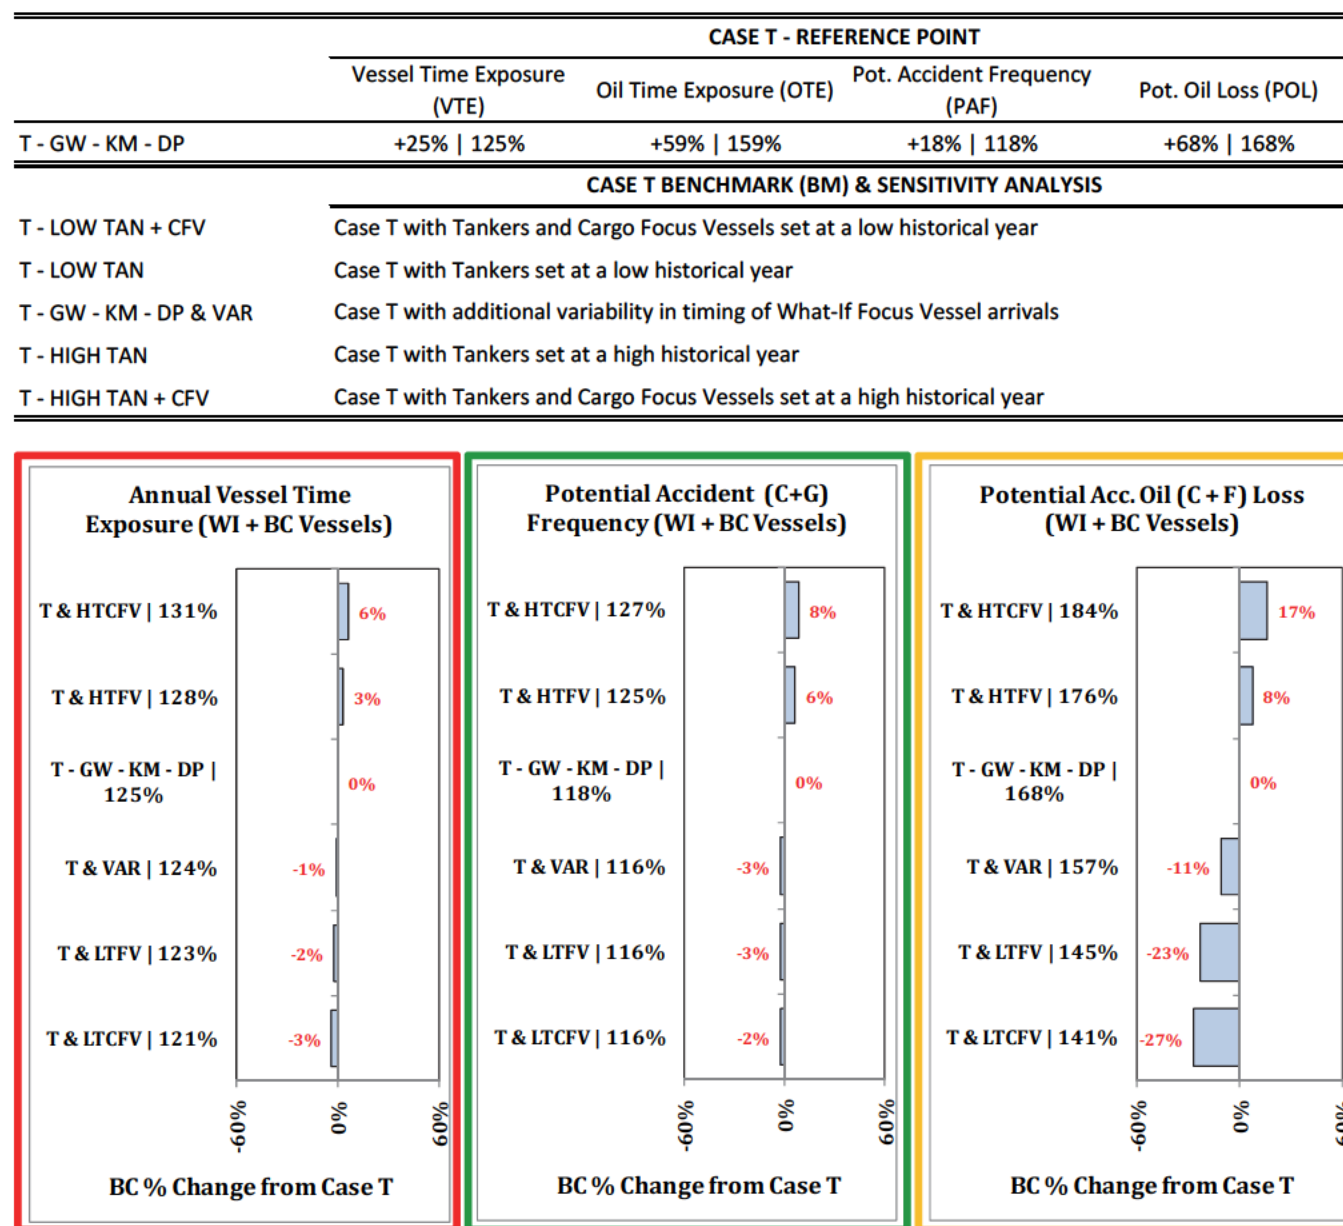 CASE T - REFERENCE POINT
Vessel Time Exposure
(VTE)
Oil Time Exposure (OTE)
Pot. Accident Frequency
(PAF)
Pot. Oil Loss (POL)
T - GW - KM - DP
+25% | 125%
+59% | 159%
+18% | 118%
+68% | 168%
CASE T BENCHMARK (BM) & SENSITIVITY ANALYSIS
T - LOW TAN + CFV
Case T with Tankers and Cargo Focus Vessels set at a low historical year
T - LOW TAN
Case T with Tankers set at a low historical year
T - GW - KM - DP & VAR
Case T with additional variability in timing of What-If Focus Vessel arrivals
T - HIGH TAN
Case T with Tankers set at a high historical year
T - HIGH TAN + CFV
Case T with Tankers and Cargo Focus Vessels set at a high historical year
Annual Vessel Time
Exposure (WI + BC Vessels)
T & HTCFV | 131%
6%
T & HTFV | 128%
3%
T - GW - KM - DP |
125%
0%
T & VAR | 124%
-1%
T & LTFV | 123%
-2%
T & LTCFV | 121%
-3%
-60%
0%
60%
BC % Change from Case T
Potential Accident (C+G)
Frequency (WI + BC Vessels)
T & HTCFV | 127%
8%
T & HTFV | 125%
6%
T - GW - KM - DP |
118%
0%
T & VAR | 116%
-3%
T & LTFV | 116%
-3%
T & LTCFV | 116%
-2%
-60%
0%
60%
BC % Change from Case T
Potential Acc. Oil (C + F) Loss
(WI + BC Vessels)
T & HTCFV | 184%
17%
T & HTFV | 176%
8%
T - GW - KM - DP |
168%
0%
T & VAR | 157%
-11%
T & LTFV | 145%
-23%
T & LTCFV | 141%
-27%
-60%
0%
60%
BC % Change from Case T